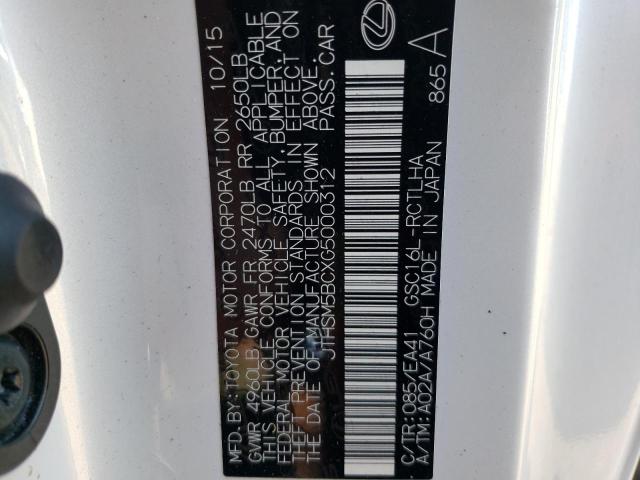 MFD.BY:TOYOTA MOTOR CORPORATION 10/15
GVWR 4960LB GAWR FR 2470LB RR 2650LB
THIS VEHICLE CONFORMS TO ALL APPLICABLE
FEDERAL MOTOR VEHICLE SAFETY,BUMPER,AND
THEFT PREVENTION STANDARDS IN EFFECT ON
THE DATE OF MANUFACTURE SHOWN ABOVE.
JTHSM5BCXG5000312 PASS.CAR
C/TR:085/EA41 GSC16L-RCTLHA
A/TM:A02A/A760H MADE IN JAPAN 865 A